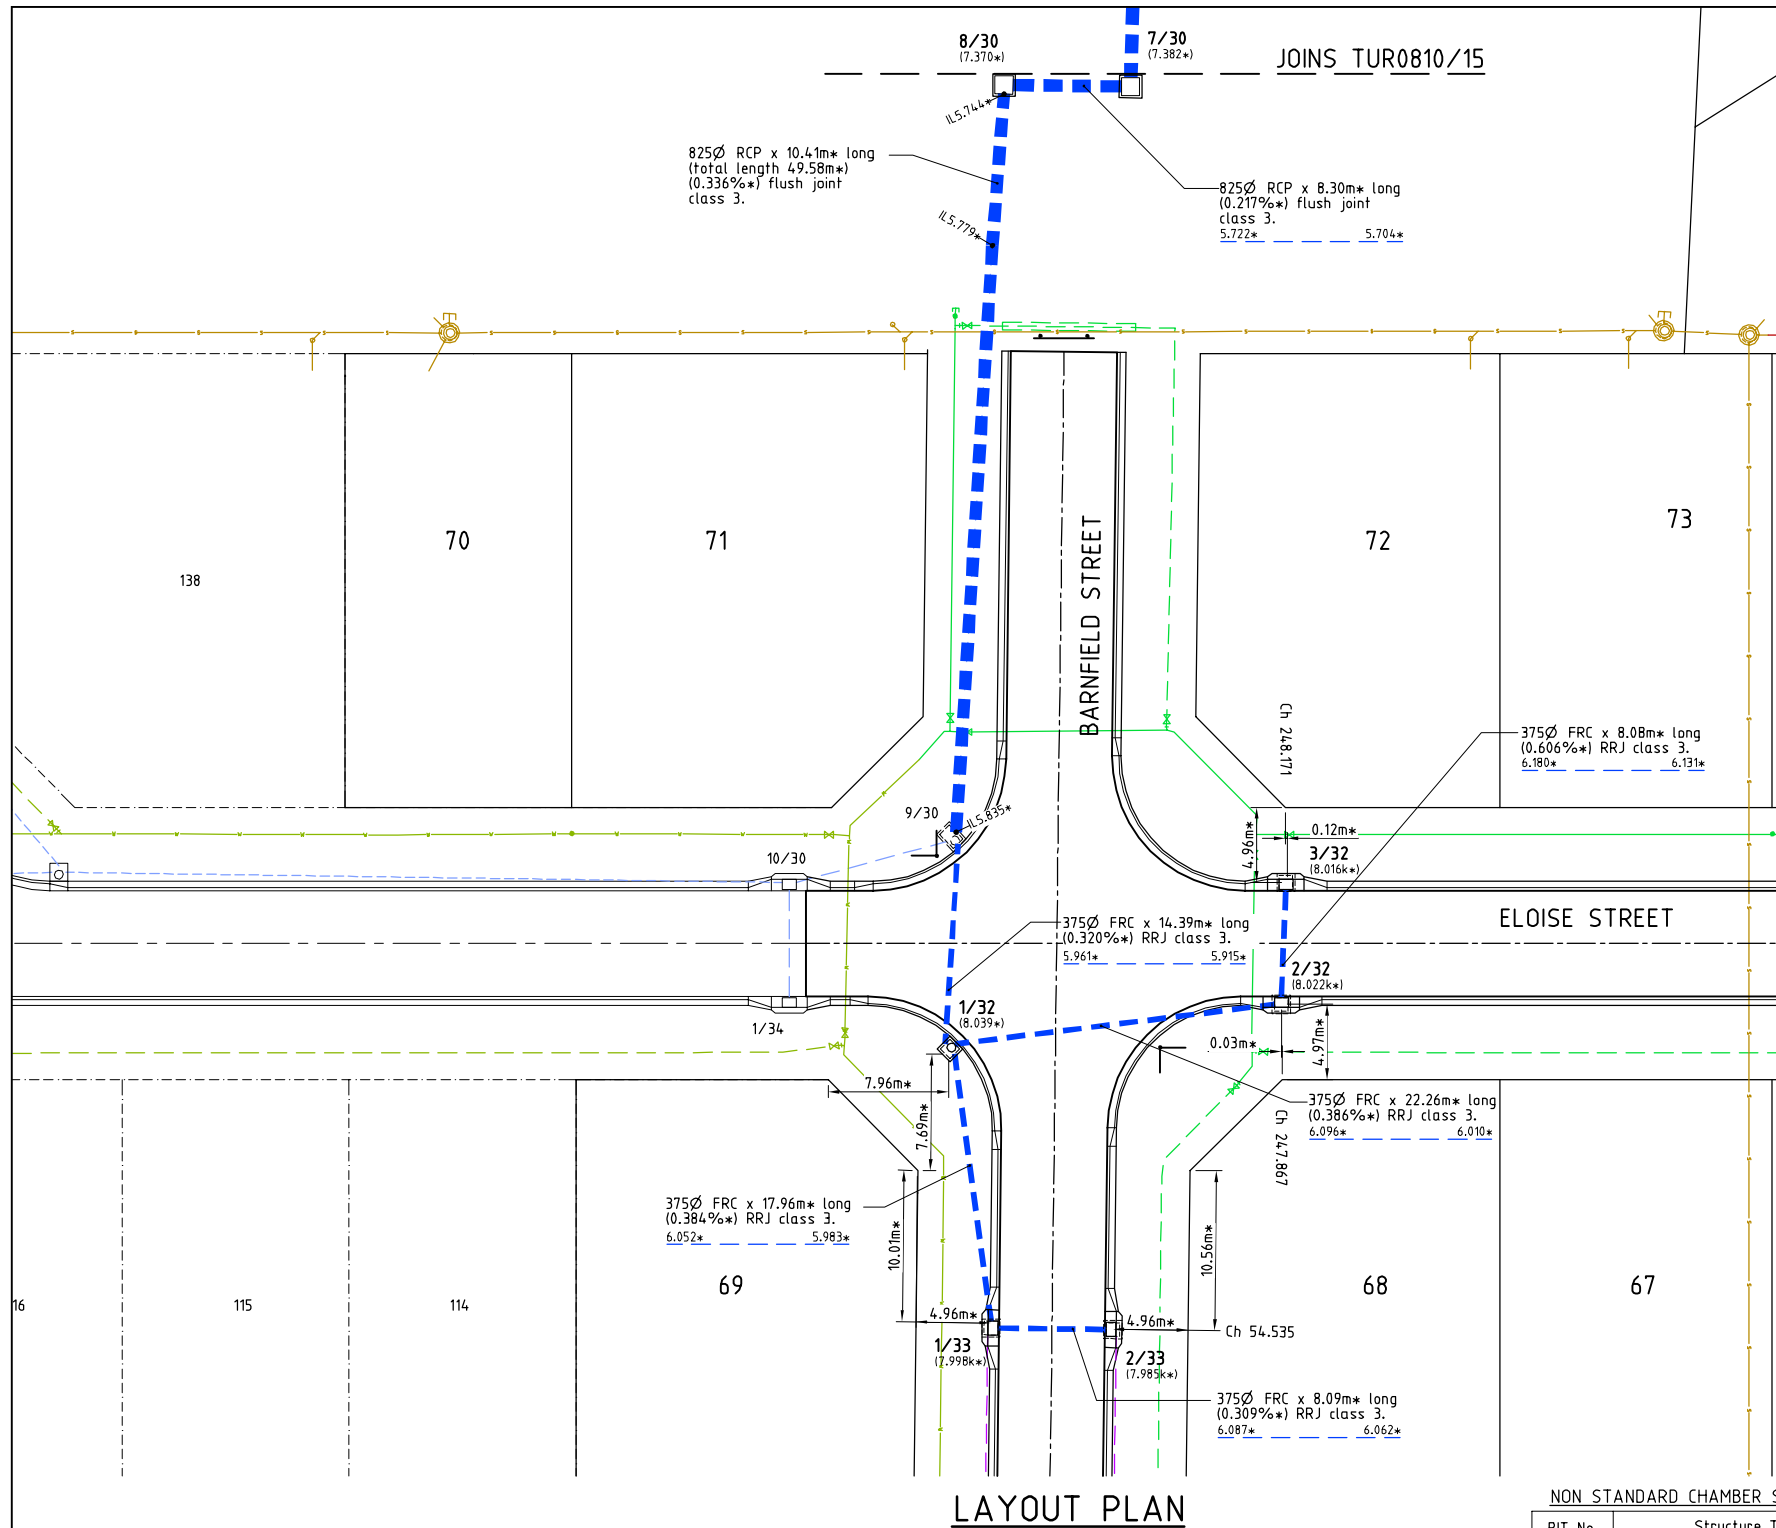 8/30
(7.370*)
7/30
(7.382*)
JOINS TUR0810/15
IL5.744*
825Ø RCP x 10.41m* long
(total length 49.58m*)
(0.336%*) flush joint
class 3.
825Ø RCP x 8.30m* long
(0.217%*) flush joint
class 3.
5.722* 5.704*
IL5.779*
70
71
72
73
138
BARNFIELD STREET
Ch 248.171
375Ø FRC x 8.08m* long
(0.606%*) RRJ class 3.
6.180* 6.131*
9/30
IL5.835*
4.96m*
0.12m*
3/32
(8.016k*)
10/30
375Ø FRC x 14.39m* long
(0.320%*) RRJ class 3.
5.961* 5.915*
ELOISE STREET
2/32
(8.022k*)
1/32
(8.039*)
1/34
0.03m*
4.97m*
7.96m*
7.69m*
375Ø FRC x 22.26m* long
(0.386%*) RRJ class 3.
6.096* 6.010*
Ch 247.867
375Ø FRC x 17.96m* long
(0.384%*) RRJ class 3.
6.052* 5.983*
10.01m*
10.56m*
16
115
114
69
68
67
4.96m*
4.96m*
Ch 54.535
1/33
(7.998k*)
2/33
(7.985k*)
375Ø FRC x 8.09m* long
(0.309%*) RRJ class 3.
6.087* 6.062*
LAYOUT PLAN
NON STANDARD CHAMBER S
PIT No
Structure T